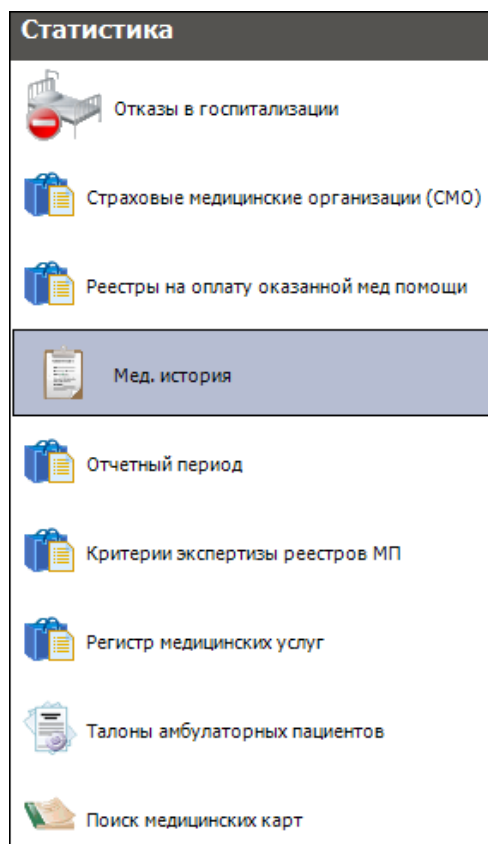 Статистика
Отказы в госпитализации
Страховые медицинские организации (СМО)
Реестры на оплату оказанной мед помощи
Мед. история
Отчетный период
Критерии экспертизы реестров МП
Регистр медицинских услуг
Талоны амбулаторных пациентов
Поиск медицинских карт